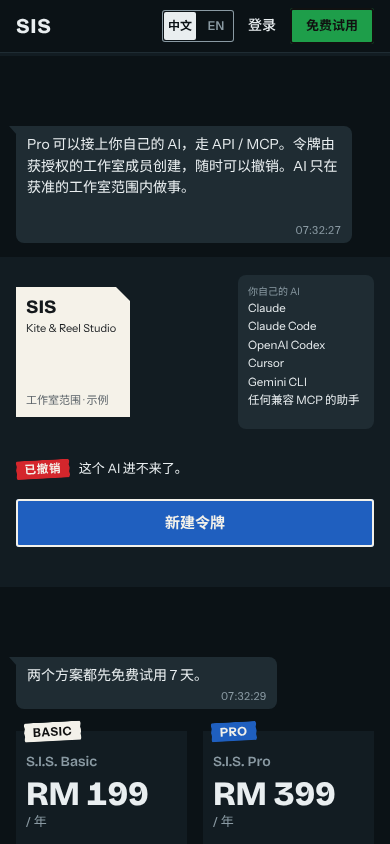 SIS
中文
EN
登录
免费试用
Pro 可以接上你自己的 AI，走 API / MCP。令牌由
获授权的工作室成员创建，随时可以撤销。AI 只在
获准的工作室范围内做事。
07:32:27
SIS
Kite & Reel Studio
工作室范围·示例
你自己的 AI
Claude
Claude Code
OpenAI Codex
Cursor
Gemini CLI
任何兼容 MCP 的助手
已撤销
这个 AI 进不来了。
新建令牌
两个方案都先免费试用 7 天。
07:32:29
BASIC
S.I.S. Basic
RM 199
/ 年
PRO
S.I.S. Pro
RM 399
/ 年